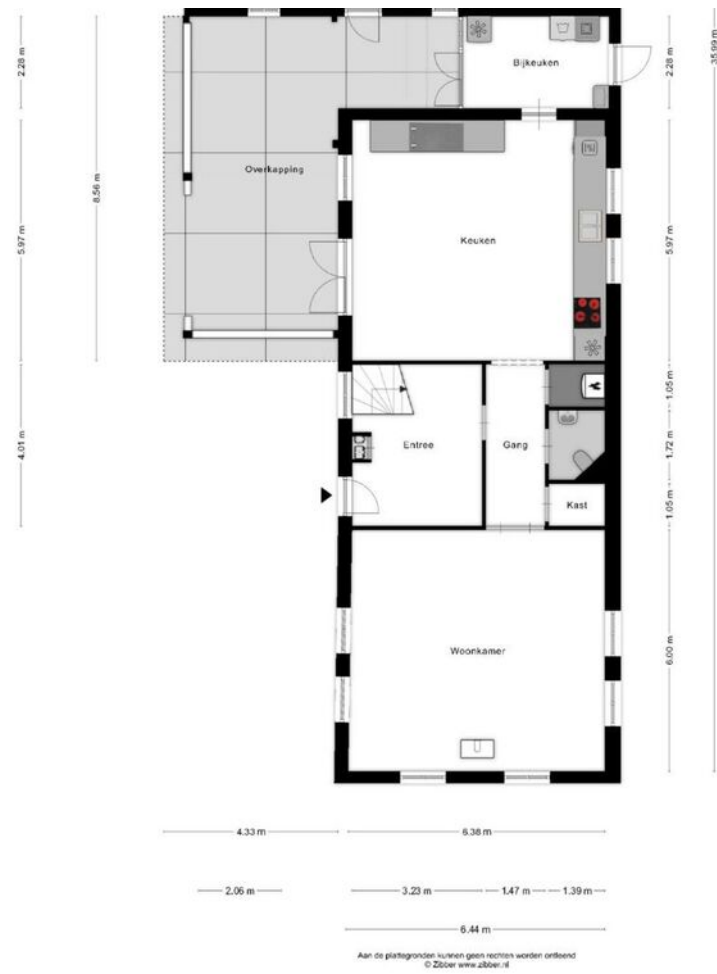 Bijkeuken
2.28 m
2.28 m
35.99 m
Overkapping
8.56 m
5.97 m
Keuken
5.97 m
1.05 m
4.01 m
Entree
Gang
1.72 m
Kast
1.05 m
Woonkamer
6.00 m
4.33 m
6.38 m
2.06 m
3.23 m
1.47 m
1.39 m
6.44 m
Aan de plattegronden kunnen geen rechten worden ontleend
© Zibber www.zibber.nl